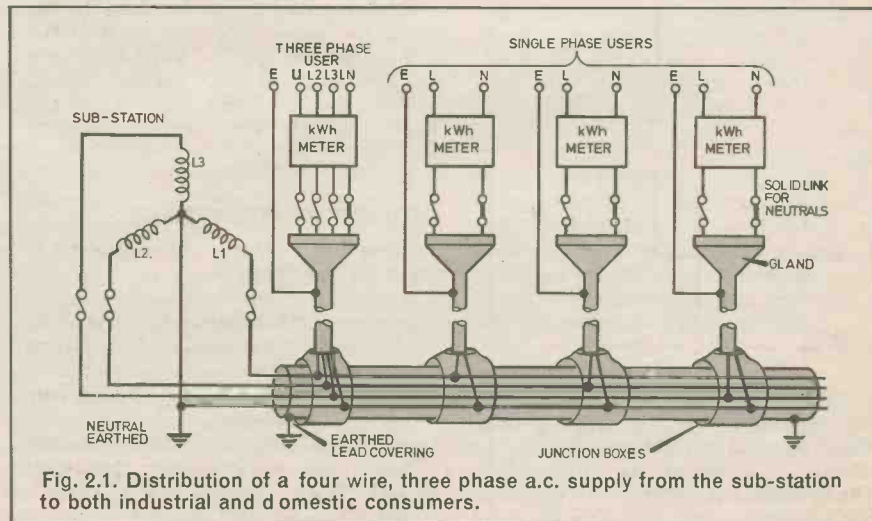 THREE PHASE
USER
E L1 L2 L3 LN
SINGLE PHASE USERS
E L N
E L N
E L N
SUB-STATION
kWh
METER
kWh
METER
kWh
METER
kWh
METER
L3
L2.
L1
SOLID LINK
FOR
NEUTRALS
GLAND
NEUTRAL
EARTHED
EARTHED
LEAD COVERING
JUNCTION BOXES
Fig. 2.1. Distribution of a four wire, three phase a.c. supply from the sub-station
to both industrial and domestic consumers.